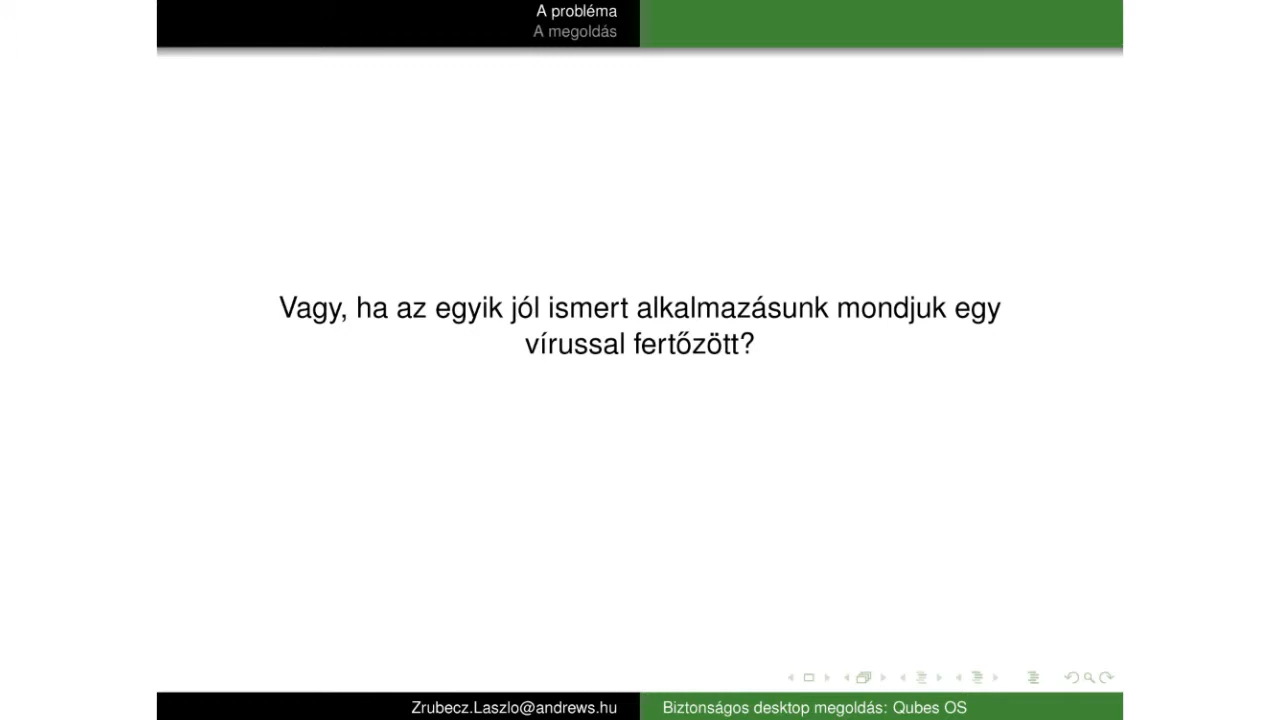 A probléma
A megoldás
Vagy, ha az egyik jól ismert alkalmazásunk mondjuk egy
vírussal fertőzött?
Zrubecz.Laszlo@andrews.hu
Biztonságos desktop megoldás: Qubes OS